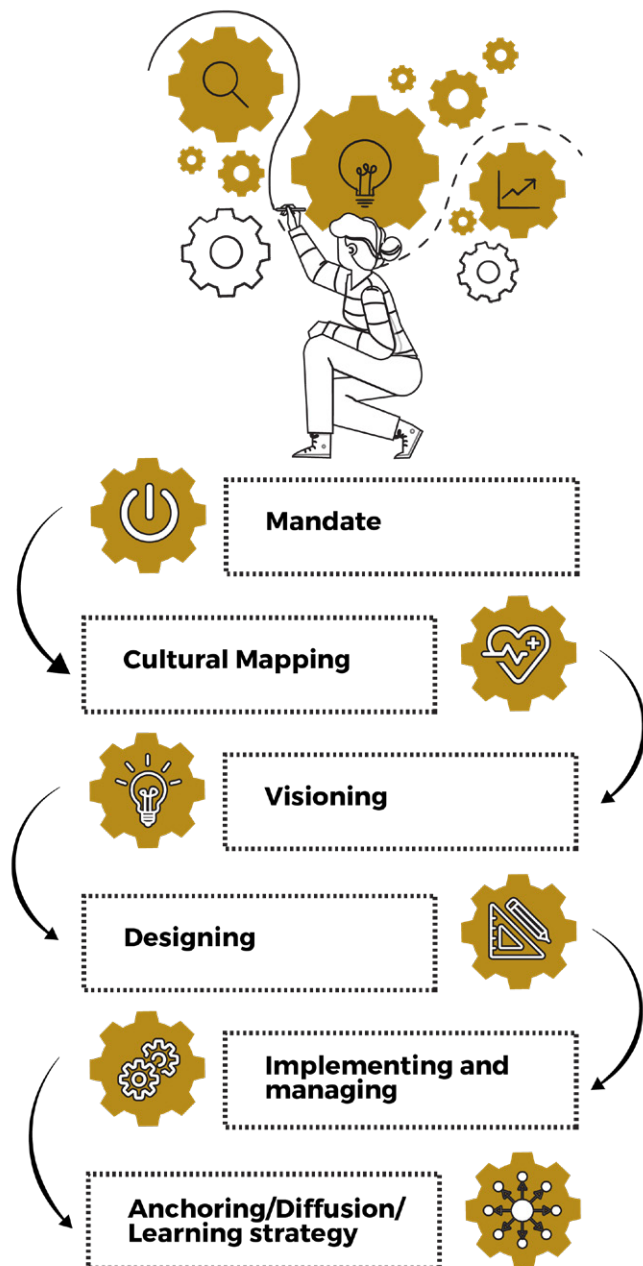 Mandate
Cultural Mapping
Visioning
Designing
Implementing and
managing
Anchoring/Diffusion/
Learning strategy